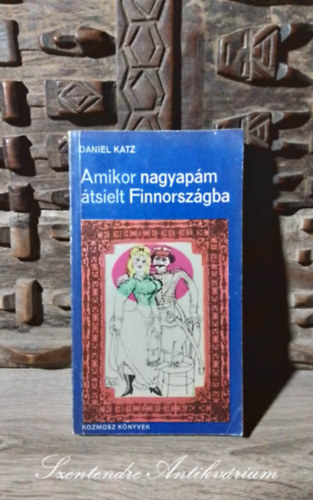 DANIEL KATZ
Amikor nagyapám
átsielt Finnországba
KOZMOSZ KÖNYVEK
Szentendre Antikvárium